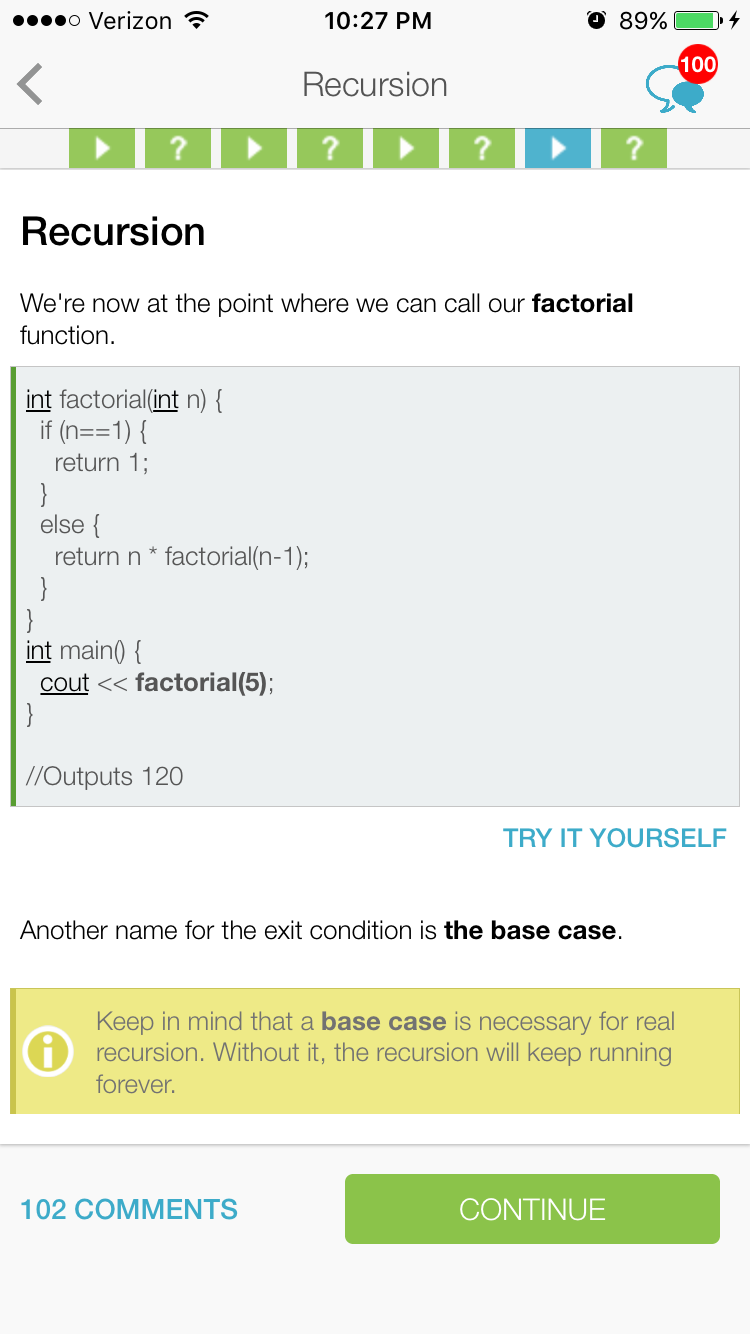 Verizon 10:27 PM 89%
Recursion 100
? ? ? ?
Recursion
We're now at the point where we can call our factorial
function.
int factorial(int n) {
if (n==1) {
return 1;
}
else {
return n * factorial(n-1);
}
}
int main() {
cout << factorial(5);
}
//Outputs 120
TRY IT YOURSELF
Another name for the exit condition is the base case.
Keep in mind that a base case is necessary for real
recursion. Without it, the recursion will keep running
forever.
102 COMMENTS CONTINUE